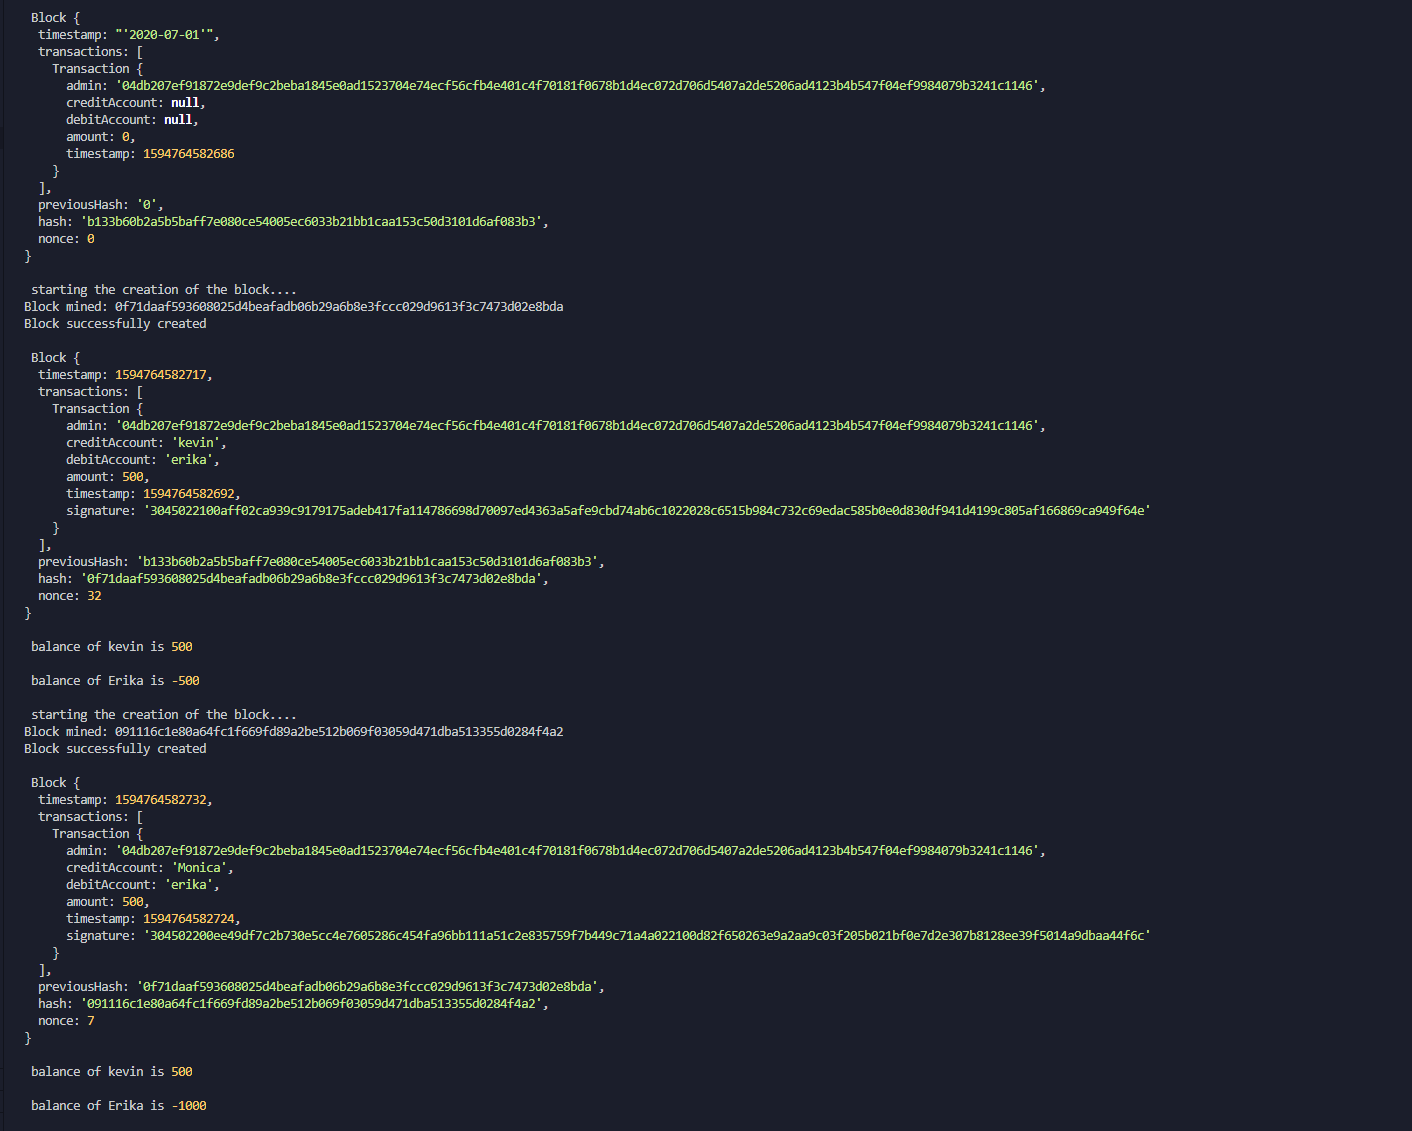 Block {
timestamp: "'2020-07-01'",
transactions: [
Transaction {
admin: '04db207ef91872e9def9c2beba1845e0ad1523704e74ecf56cfb4e401c4f70181f0678b1d4ec072d706d5407a2de5206ad4123b4b547f04ef9984079b3241c1146',
creditAccount: null,
debitAccount: null,
amount: 0,
timestamp: 1594764582686
}
],
previousHash: '0',
hash: 'b133b60b2a5b5baff7e080ce54005ec6033b21bb1caa153c50d3101d6af083b3',
nonce: 0
}
starting the creation of the block....
Block mined: 0f71daaf593608025d4beafadb06b29a6b8e3fccc029d9613f3c7473d02e8bda
Block successfully created
Block {
timestamp: 1594764582717,
transactions: [
Transaction {
admin: '04db207ef91872e9def9c2beba1845e0ad1523704e74ecf56cfb4e401c4f70181f0678b1d4ec072d706d5407a2de5206ad4123b4b547f04ef9984079b3241c1146',
creditAccount: 'kevin',
debitAccount: 'erika',
amount: 500,
timestamp: 1594764582692,
signature: '3045022100aff02ca939c9179175adeb417fa114786698d70097ed4363a5afe9cbd74ab6c1022028c6515b984c732c69edac585b0e0d830df941d4199c805af166869ca949f64e'
}
],
previousHash: 'b133b60b2a5b5baff7e080ce54005ec6033b21bb1caa153c50d3101d6af083b3',
hash: '0f71daaf593608025d4beafadb06b29a6b8e3fccc029d9613f3c7473d02e8bda',
nonce: 32
}
balance of kevin is 500
balance of Erika is -500
starting the creation of the block....
Block mined: 091116c1e80a64fc1f669fd89a2be512b069f03059d471dba513355d0284f4a2
Block successfully created
Block {
timestamp: 1594764582732,
transactions: [
Transaction {
admin: '04db207ef91872e9def9c2beba1845e0ad1523704e74ecf56cfb4e401c4f70181f0678b1d4ec072d706d5407a2de5206ad4123b4b547f04ef9984079b3241c1146',
creditAccount: 'Monica',
debitAccount: 'erika',
amount: 500,
timestamp: 1594764582724,
signature: '304502200ee49df7c2b730e5cc4e7605286c454fa96bb111a51c2e835759f7b449c71a4a022100d82f650263e9a2aa9c03f205b021bf0e7d2e307b8128ee39f5014a9dbaa44f6c'
}
],
previousHash: '0f71daaf593608025d4beafadb06b29a6b8e3fccc029d9613f3c7473d02e8bda',
hash: '091116c1e80a64fc1f669fd89a2be512b069f03059d471dba513355d0284f4a2',
nonce: 7
}
balance of kevin is 500
balance of Erika is -1000